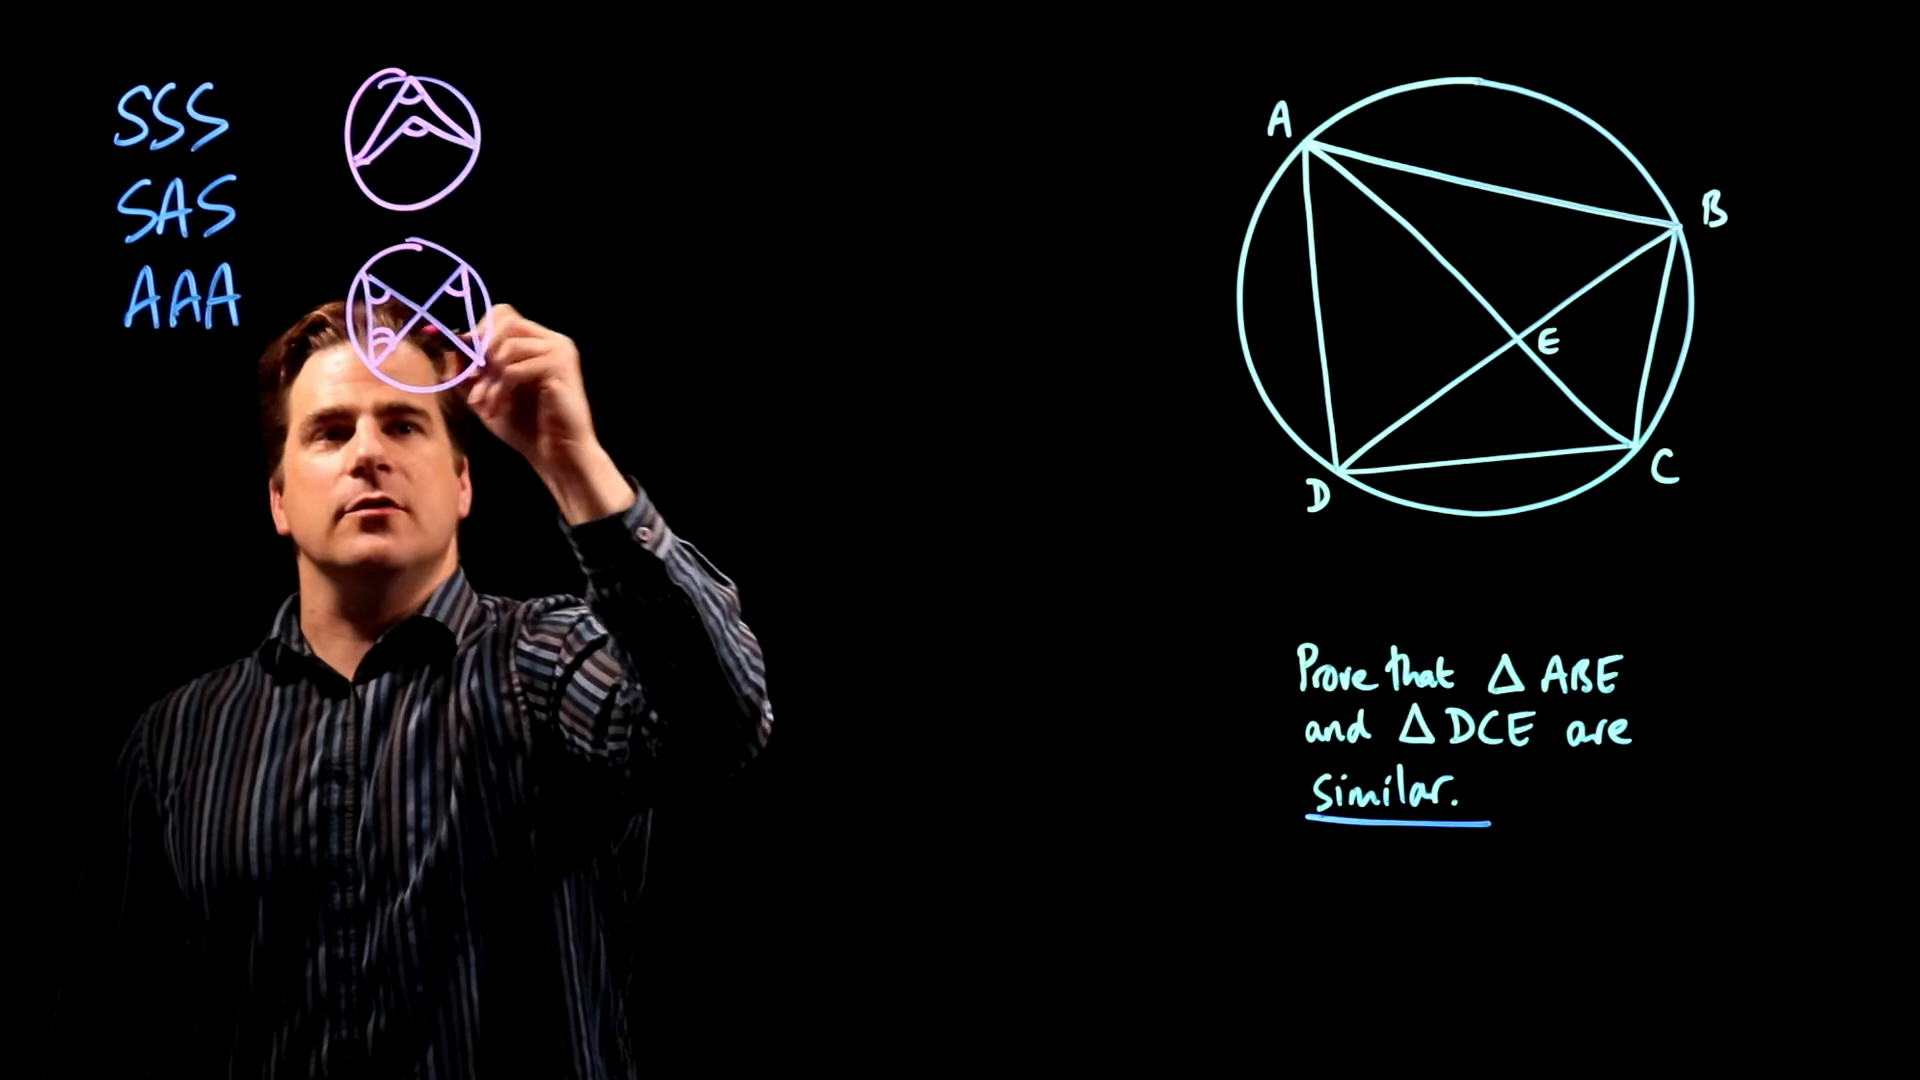 SSS
SAS
AAA
A
B
E
D
C
Prove that △ ABE
and △ DCE are
similar.